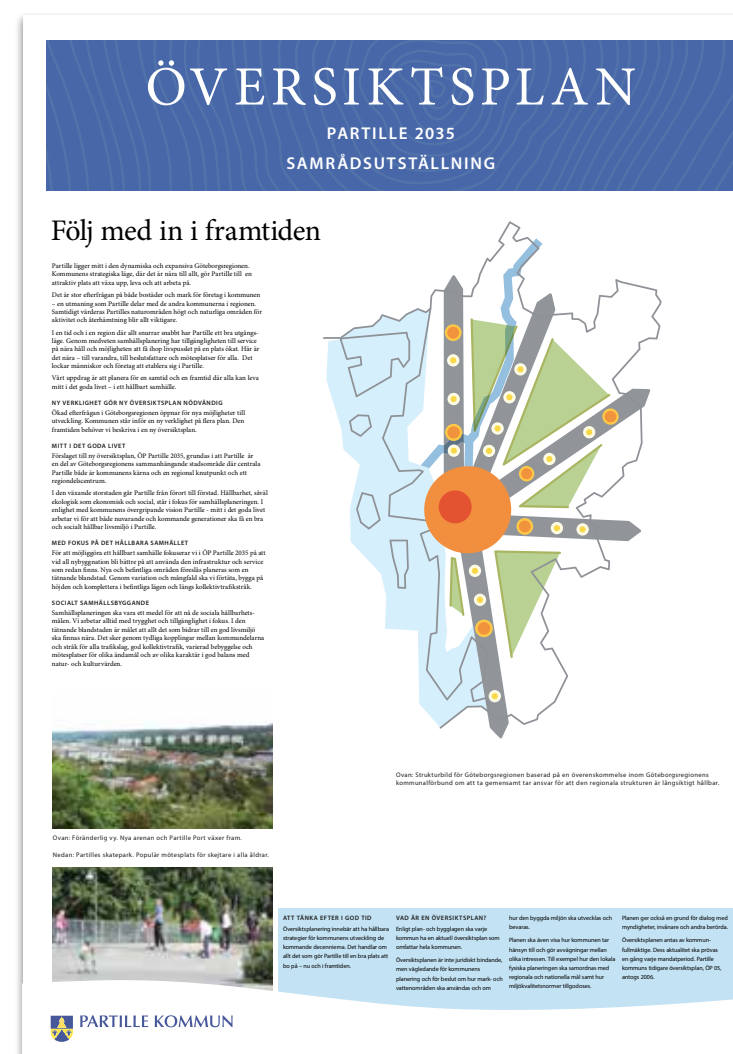 ÖVERSIKTSPLAN
PARTILLE 2035
SAMRÅDSUTSTÄLLNING
Följ med in i framtiden
Partille ligger mitt i den dynamiska och expansiva Göteborgsregionen.
Kommunens strategiska läge, där det är nära till allt, gör Partille till en
attraktiv plats att växa upp, leva och att arbeta på.
Det är stor efterfrågan på både bostäder och mark för företag i kommunen
– en utmaning som Partille delar med de andra kommunerna i regionen.
Samtidigt värderas Partilles naturområden högt och naturliga områden för
aktivitet och återhämtning blir allt viktigare.
I en tid och i en region där allt snurrar snabbt har Partille ett bra utgångs-
läge. Genom medveten samhällsplanering har tillgängligheten till service
på nära håll och möjligheten att få ihop livspusslet på en plats ökat. Här är
det nära – till varandra, till beslutsfattare och mötesplatser för alla. Det
lockar människor och företag att etablera sig i Partille.
Vårt uppdrag är att planera för en samtid och en framtid där alla kan leva
mitt i det goda livet – i ett hållbart samhälle.
NY VERKLIGHET GÖR NY ÖVERSIKTSPLAN NÖDVÄNDIG
Ökad efterfrågan i Göteborgsregionen öppnar för nya möjligheter till
utveckling. Kommunen står inför en ny verklighet på flera plan. Den
framtiden behöver vi beskriva i en ny översiktsplan.
MITT I DET GODA LIVET
Förslaget till ny översiktsplan, ÖP Partille 2035, grundas i att Partille är
en del av Göteborgsregionens sammanhängande stadsområde där centrala
Partille både är kommunens kärna och en regional knutpunkt och ett
regiondelscentrum.
I den växande storstaden går Partille från förort till förstad. Hållbarhet, såväl
ekologisk som ekonomisk och social, står i fokus för samhällsplaneringen. I
enlighet med kommunens övergripande vision Partille - mitt i det goda livet
arbetar vi för att både nuvarande och kommande generationer ska få en bra
och socialt hållbar livsmiljö i Partille.
MED FOKUS PÅ DET HÅLLBARA SAMHÄLLET
För att möjliggöra ett hållbart samhälle fokuserar vi i ÖP Partille 2035 på att
vid all nybyggnation bli bättre på att använda den infrastruktur och service
som redan finns. Nya och befintliga områden föreslås planeras som en
tätnande blandstad. Genom variation och mångfald ska vi förtäta, bygga på
höjden och komplettera i befintliga lägen och längs kollektivtrafikstråk.
SOCIALT SAMHÄLLSBYGGANDE
Samhällsplaneringen ska vara ett medel för att nå de sociala hållbarhets-
målen. Vi arbetar alltid med trygghet och tillgänglighet i fokus. I den
tätnande blandstaden är målet att allt det som bidrar till en god livsmiljö
ska finnas nära. Det sker genom tydliga kopplingar mellan kommundelarna
och stråk för alla trafikslag, god kollektivtrafik, varierad bebyggelse och
mötesplatser för olika ändamål och av olika karaktär i god balans med
natur- och kulturvärden.
Ovan: Strukturbild för Göteborgsregionen baserad på en överenskommelse inom Göteborgsregionens
kommunalförbund om att ta gemensamt tar ansvar för att den regionala strukturen är långsiktigt hållbar.
Ovan: Föränderlig vy. Nya arenan och Partille Port växer fram.
Nedan: Partilles skatepark. Populär mötesplats för skejtare i alla åldrar.
ATT TÄNKA EFTER I GOD TID
Översiktsplanering innebär att ha hållbara
strategier för kommunens utveckling de
kommande decennierna. Det handlar om
allt det som gör Partille till en bra plats att
bo på – nu och i framtiden.
VAD ÄR EN ÖVERSIKTSPLAN?
Enligt plan- och bygglagen ska varje
kommun ha en aktuell översiktsplan som
omfattar hela kommunen.
Översiktsplanen är inte juridiskt bindande,
men vägledande för kommunens
planering och för beslut om hur mark- och
vattenområden ska användas och om
hur den byggda miljön ska utvecklas och
bevaras.
Planen ska även visa hur kommunen tar
hänsyn till och gör avvägningar mellan
olika intressen. Till exempel hur den lokala
fysiska planeringen ska samordnas med
regionala och nationella mål samt hur
miljökvalitetsnormer tillgodoses.
Planen ger också en grund för dialog med
myndigheter, invånare och andra berörda.
Översiktsplanen antas av kommun-
fullmäktige. Dess aktualitet ska prövas
en gång varje mandatperiod. Partille
kommuns tidigare översiktsplan, ÖP 05,
antogs 2006.
PARTILLE KOMMUN